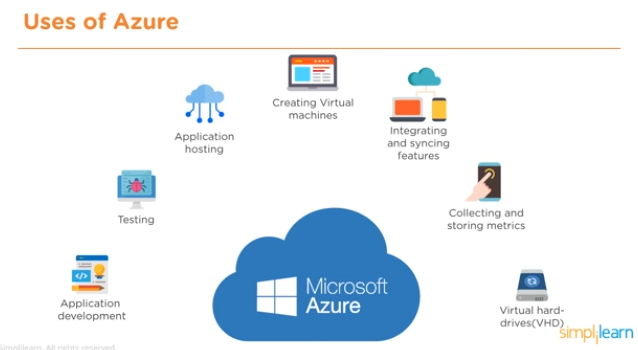 Uses of Azure
Creating Virtual
machines
Application
hosting
Integrating
and syncing
features
Testing
Collecting and
storing metrics
Application
development
Microsoft
Azure
Virtual hard-
drives(VHD)
simplilearn
Simplilearn. All rights reserved.